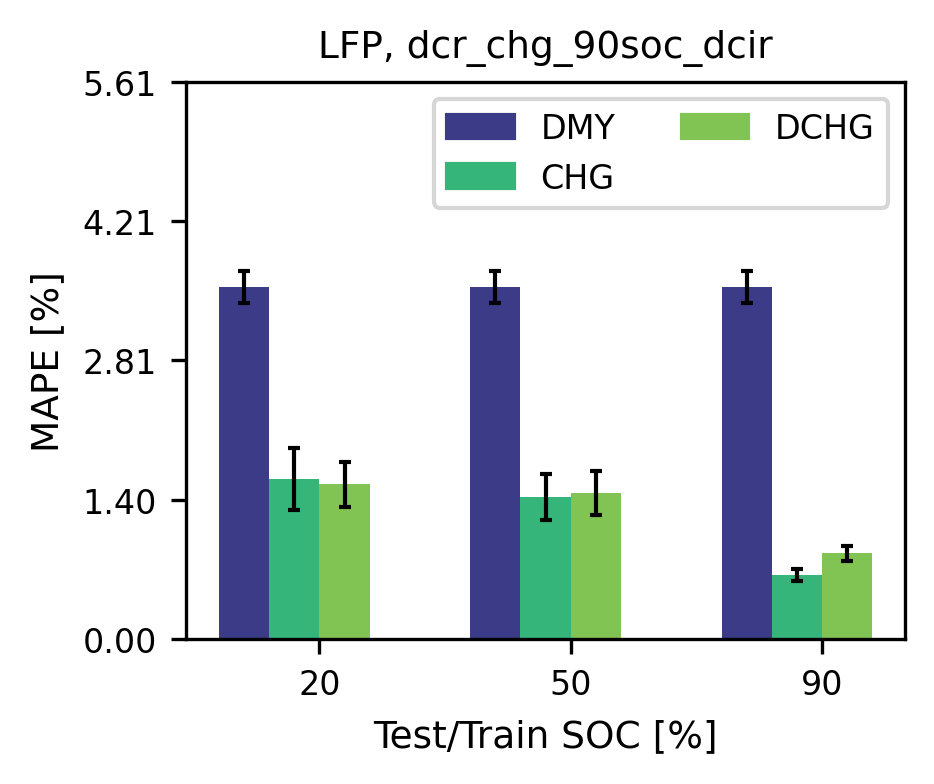 LFP, dcr_chg_90soc_dcir
5.61
4.21
2.81
1.40
0.00
MAPE [%]
DMY
CHG
DCHG
20
50
90
Test/Train SOC [%]